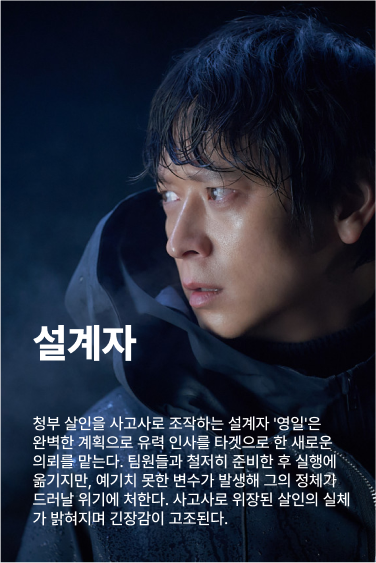 설계자
청부 살인을 사고사로 조작하는 설계자 '영일'은
완벽한 계획으로 유력 인사를 타겟으로 한 새로운
의뢰를 맡는다. 팀원들과 철저히 준비한 후 실행에
옮기지만, 예기치 못한 변수가 발생해 그의 정체가
드러날 위기에 처한다. 사고사로 위장된 살인의 실체
가 밝혀지며 긴장감이 고조된다.